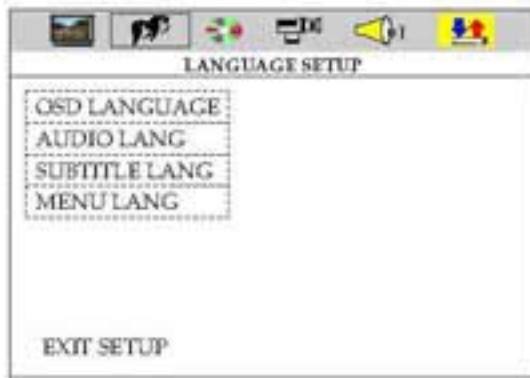 LANGUAGE SETUP
OSD LANGUAGE
AUDIO LANG
SUBTITLE LANG
MENU LANG
EXIT SETUP